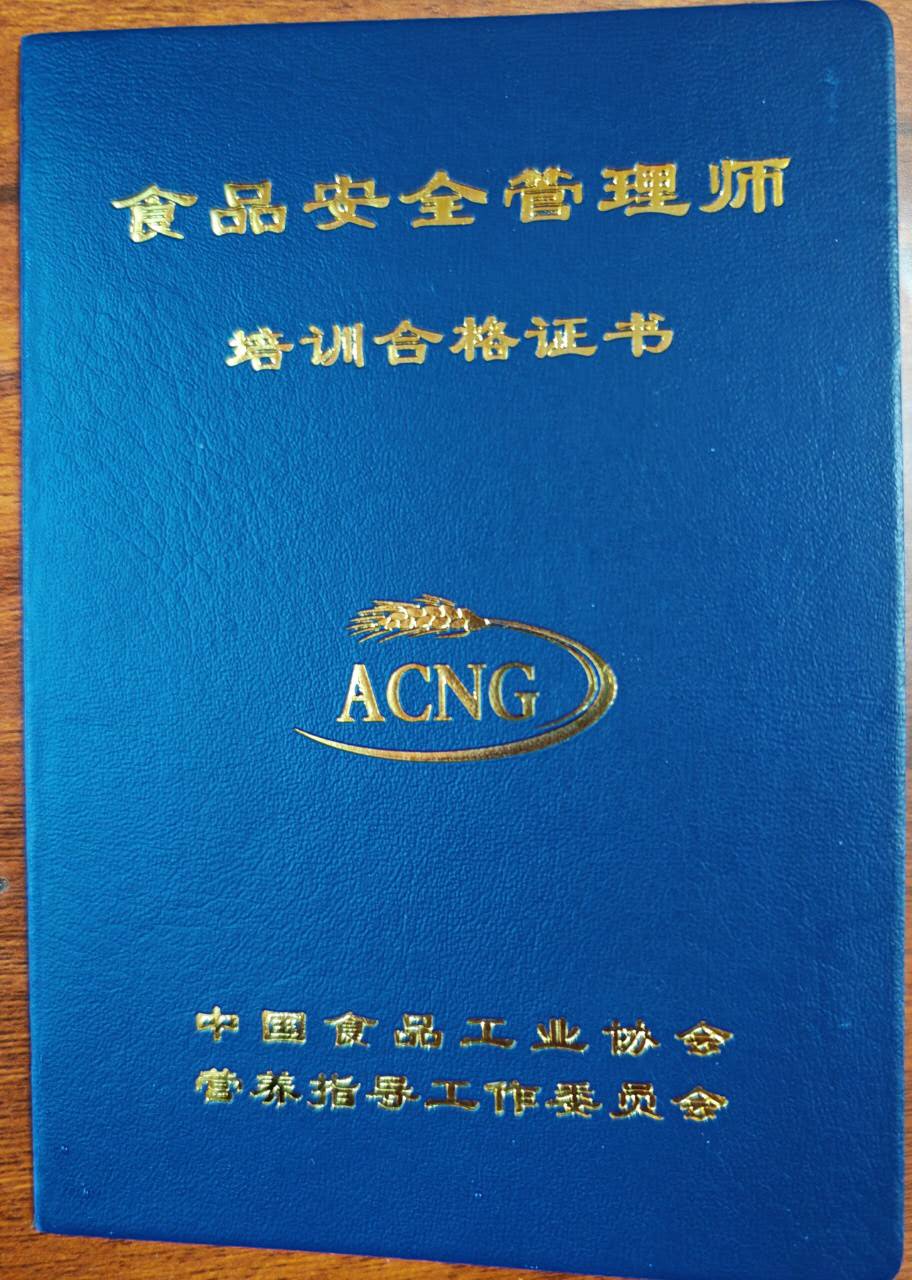 食品安全管理师
培训合格证书
ACNG
中国食品工业协会
营养指导工作委员会